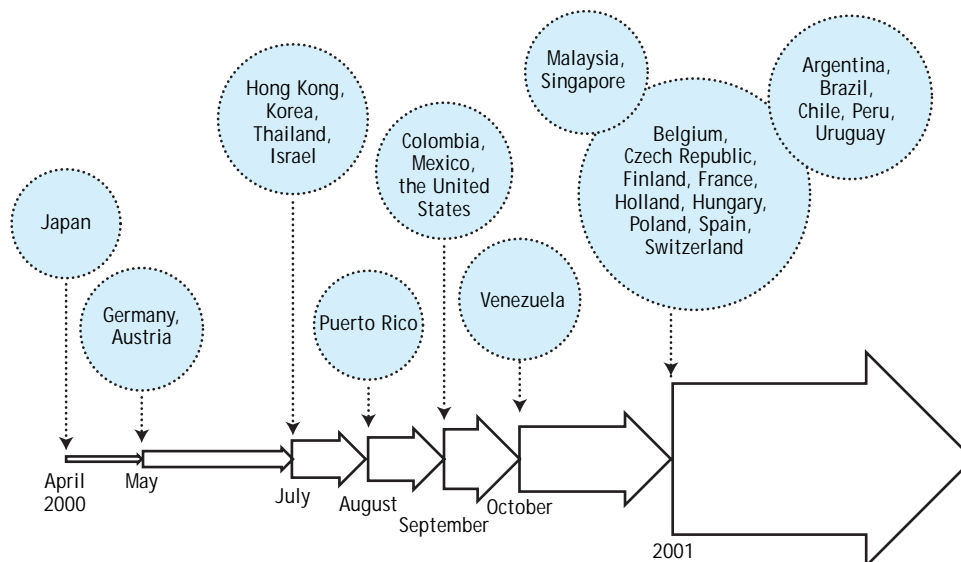 Japan
Germany,
Austria
Hong Kong,
Korea,
Thailand,
Israel
Puerto Rico
Colombia,
Mexico,
the United
States
Venezuela
Malaysia,
Singapore
Belgium,
Czech Republic,
Finland, France,
Holland, Hungary,
Poland, Spain,
Switzerland
Argentina,
Brazil,
Chile, Peru,
Uruguay
April
2000
May
July
August
September
October
2001